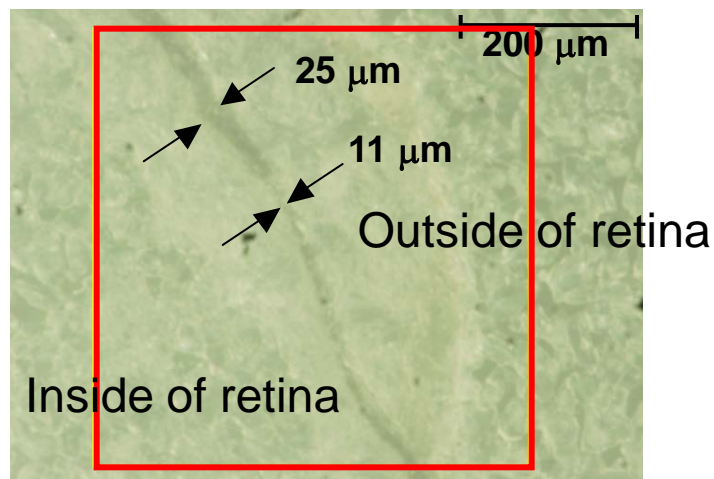 200 μm
25 μm
11 μm
Outside of retina
Inside of retina